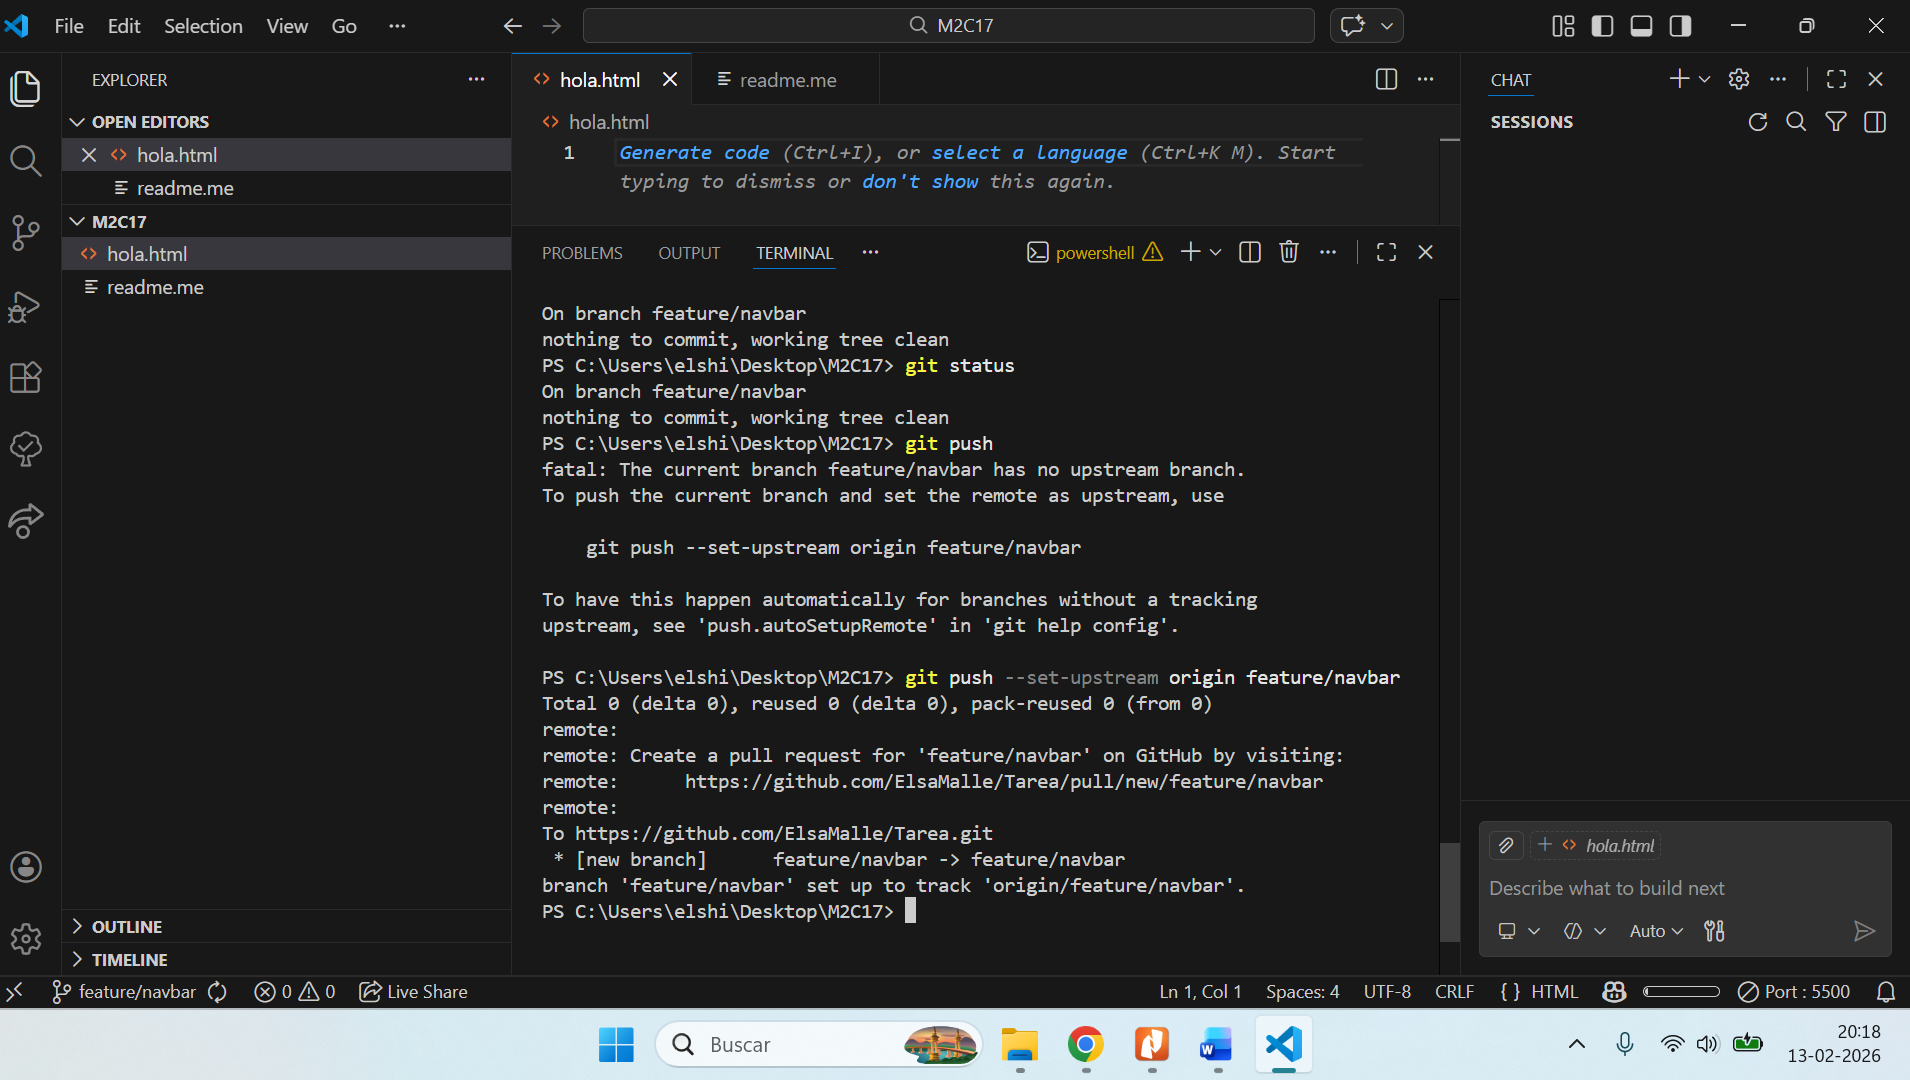 File Edit Selection View Go ···
M2C17
EXPLORER
OPEN EDITORS
hola.html
readme.me
M2C17
hola.html
readme.me
OUTLINE
TIMELINE
hola.html
readme.me
hola.html
1
Generate code (Ctrl+I), or select a language (Ctrl+K M). Start
typing to dismiss or don't show this again.
PROBLEMS OUTPUT TERMINAL ···
powershell
On branch feature/navbar
nothing to commit, working tree clean
PS C:\Users\elshi\Desktop\M2C17> git status
On branch feature/navbar
nothing to commit, working tree clean
PS C:\Users\elshi\Desktop\M2C17> git push
fatal: The current branch feature/navbar has no upstream branch.
To push the current branch and set the remote as upstream, use
git push --set-upstream origin feature/navbar
To have this happen automatically for branches without a tracking
upstream, see 'push.autoSetupRemote' in 'git help config'.
PS C:\Users\elshi\Desktop\M2C17> git push --set-upstream origin feature/navbar
Total 0 (delta 0), reused 0 (delta 0), pack-reused 0 (from 0)
remote:
remote: Create a pull request for 'feature/navbar' on GitHub by visiting:
remote:      https://github.com/ElsaMalle/Tarea/pull/new/feature/navbar
remote:
To https://github.com/ElsaMalle/Tarea.git
* [new branch]      feature/navbar -> feature/navbar
branch 'feature/navbar' set up to track 'origin/feature/navbar'.
PS C:\Users\elshi\Desktop\M2C17>
CHAT
SESSIONS
hola.html
Describe what to build next
Auto
feature/navbar
0 0
Live Share
Ln 1, Col 1
Spaces: 4
UTF-8
CRLF
{ } HTML
Port : 5500
Buscar
20:18
13-02-2026